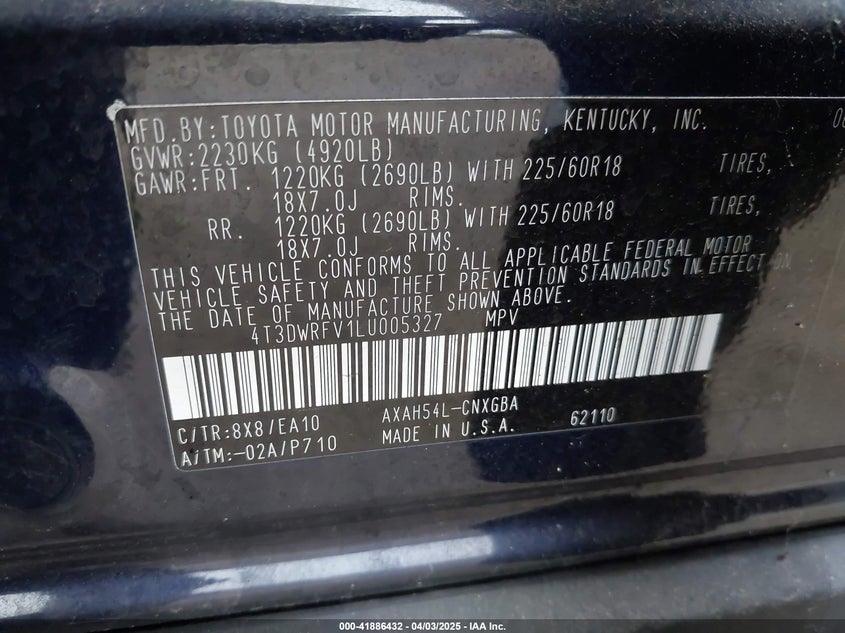 MFD.BY:TOYOTA MOTOR MANUFACTURING, KENTUCKY, INC.
GVWR:2230KG (4920LB)
GAWR:FRT. 1220KG (2690LB) WITH 225/60R18 TIRES,
18X7.0J RIMS.
RR. 1220KG (2690LB) WITH 225/60R18 TIRES,
18X7.0J RIMS.
THIS VEHICLE CONFORMS TO ALL APPLICABLE FEDERAL MOTOR
VEHICLE SAFETY AND THEFT PREVENTION STANDARDS IN EFFECT ON
THE DATE OF MANUFACTURE SHOWN ABOVE.
4T3DWRFV1LU005327 MPV
C/TR:8X8/EA10 AXAH54L-CNXGBA 62110
A/TM:-02A/P710 MADE IN U.S.A.
000-41886432 - 04/03/2025 - IAA Inc.